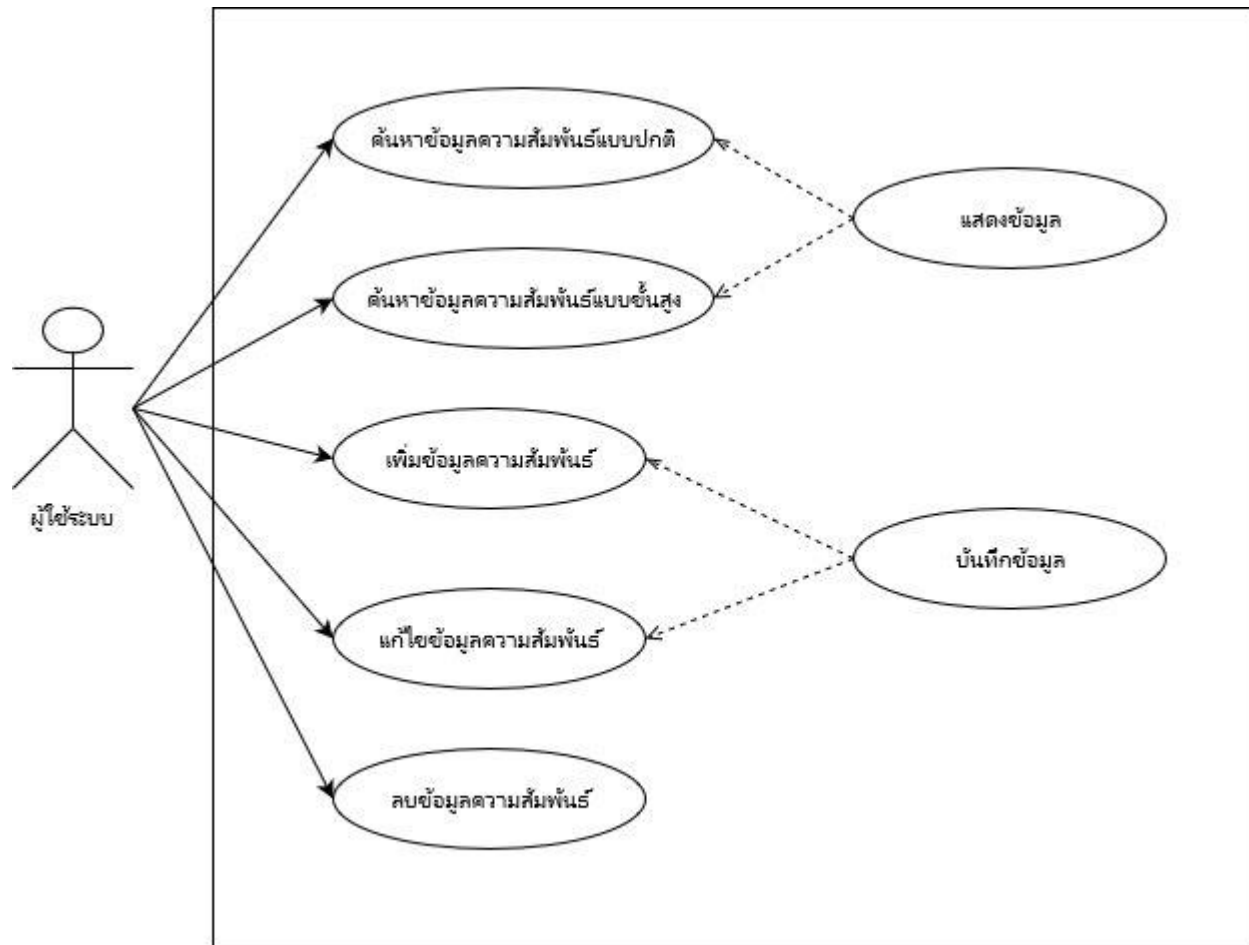 ค้นหาข้อมูลความสัมพันธ์แบบปกติ
แสดงข้อมูล
ค้นหาข้อมูลความสัมพันธ์แบบขั้นสูง
เพิ่มข้อมูลความสัมพันธ์
ผู้ใช้ระบบ
บันทึกข้อมูล
แก้ไขข้อมูลความสัมพันธ์
ลบข้อมูลความสัมพันธ์